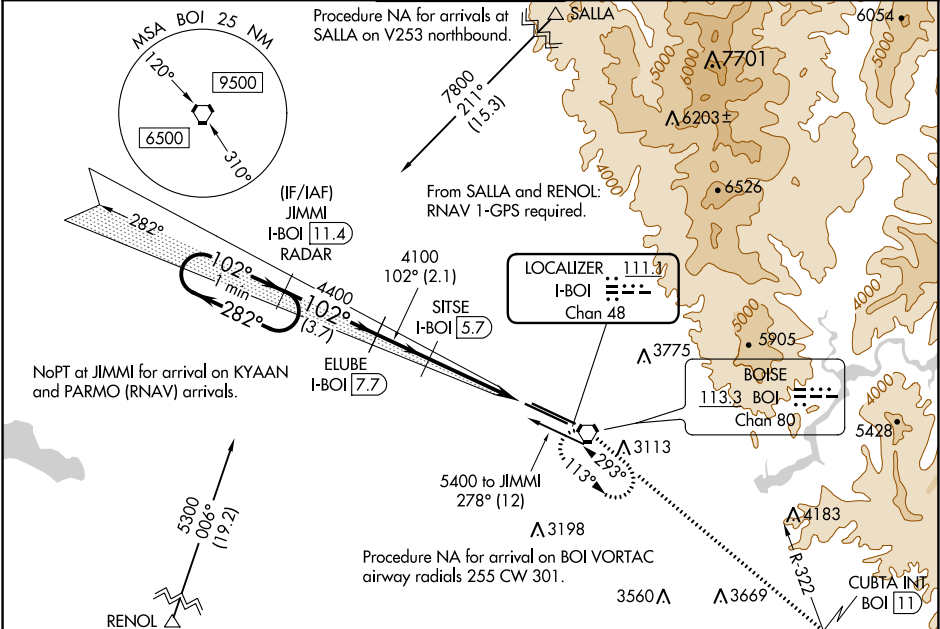 MSA BOI 25 NM
120°
9500
6500
310°
Procedure NA for arrivals at
SALLA on V253 northbound.
SALLA
7800
211°
(15.3)
6054
5000
4000
7701
6203±
6526
4000
From SALLA and RENOL:
RNAV 1-GPS required.
(IF/IAF)
JIMMI
I-BOI 11.4
RADAR
282°
102°
1 min
282°
4400
102°
(3.7)
4100
102° (2.1)
SITSE
I-BOI 5.7
ELUBE
I-BOI 7.7
LOCALIZER 111.1
I-BOI
Chan 48
5000
4000
5905
3775
BOISE
113.3 BOI
Chan 80
4000
5428
NoPT at JIMMI for arrival on KYAAN
and PARMO (RNAV) arrivals.
3113
293°
113°
5400 to JIMMI
278° (12)
3198
4183
R-322
Procedure NA for arrival on BOI VORTAC
airway radials 255 CW 301.
5300
006°
(19.2)
RENOL
3560
3669
CUBTA INT
BOI 11